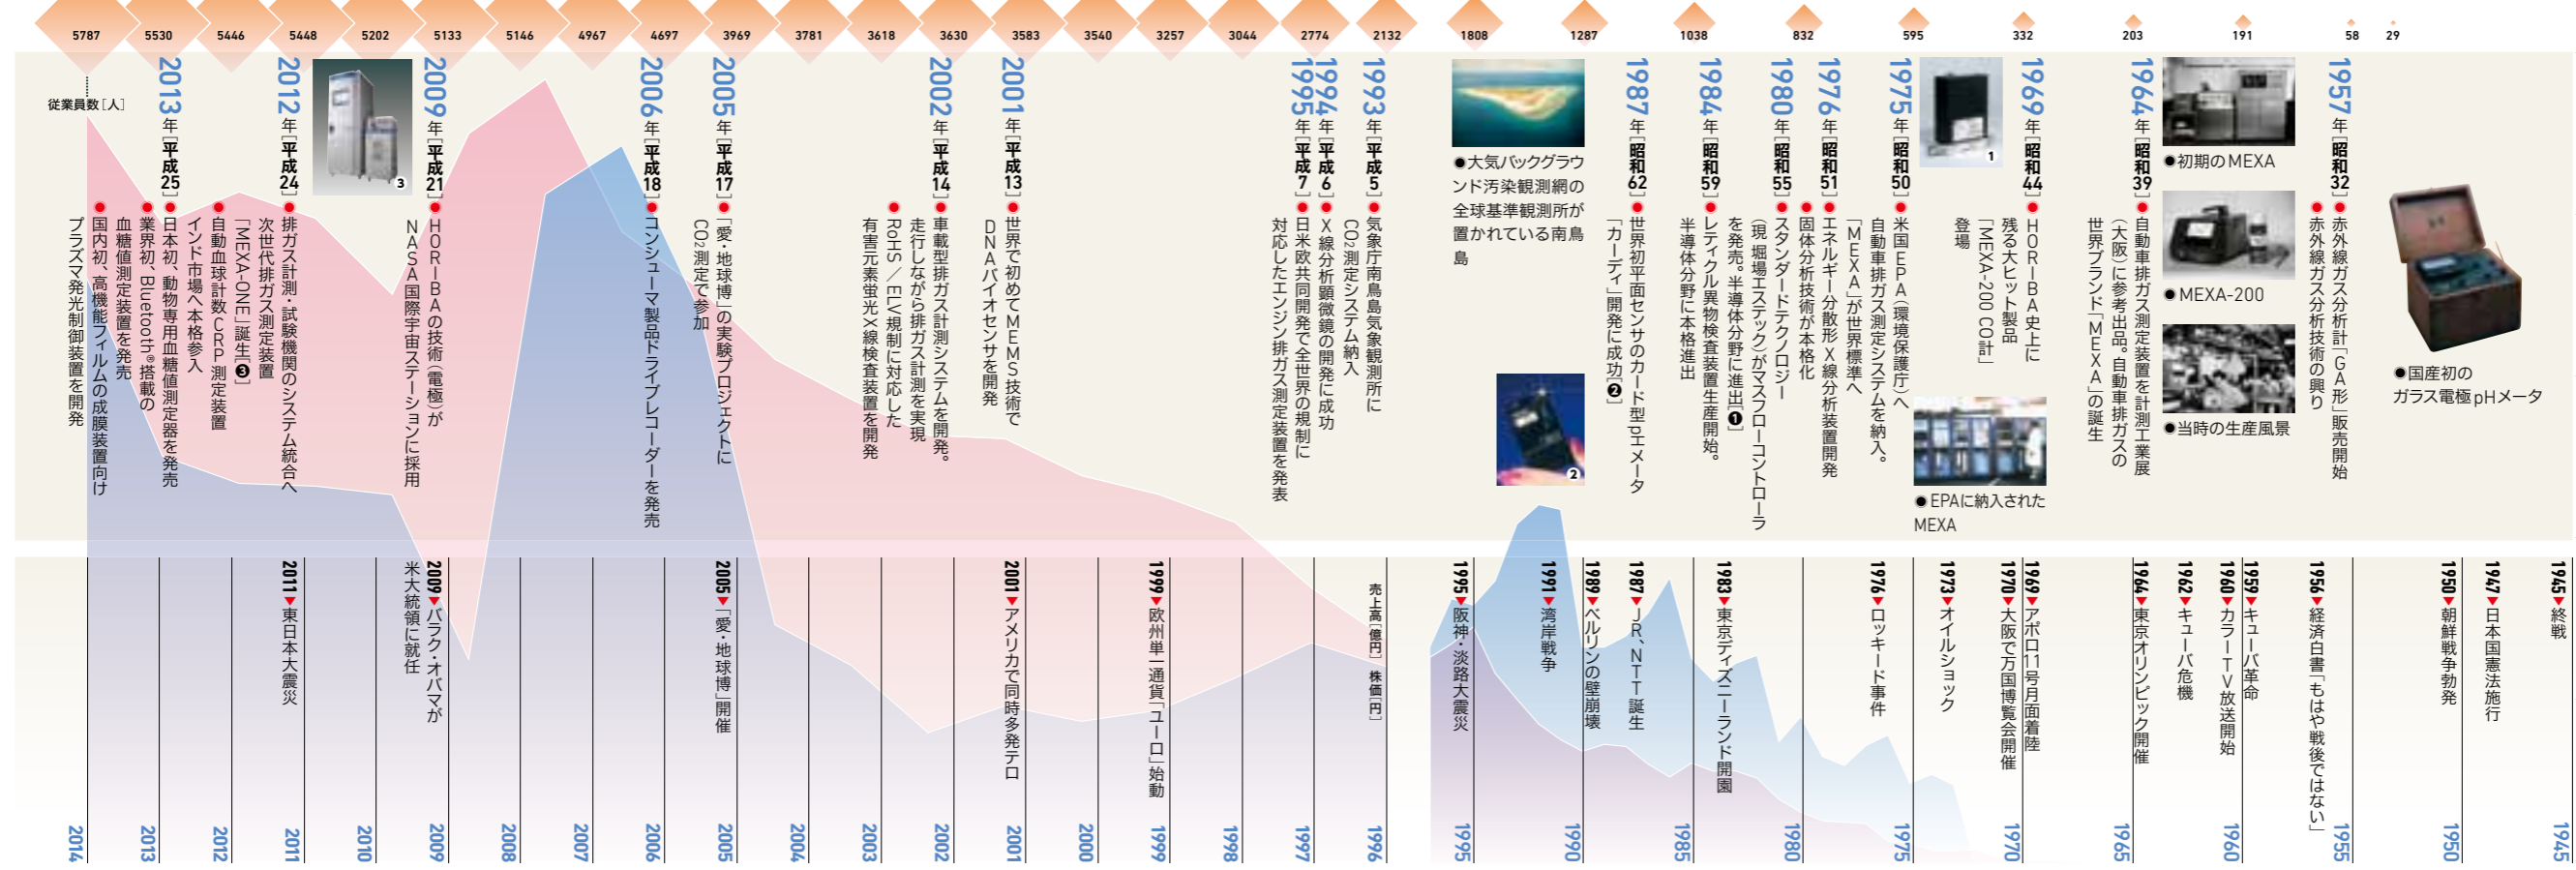 5787 5530 5446 5448 5202 5133 5146 4967 4697 3969 3781 3618 3630 3583 3540 3257 3044 2774 2132 1808 1287 1038 832 595 332 203 191 58 29
従業員数［人］
●国産初の
ガラス電極pHメータ
1957年［昭和32］
●赤外線ガス分析計「GA形」販売開始
●赤外線ガス分析技術の興り
●初期のMEXA
●MEXA-200
●当時の生産風景
1964年［昭和39］
●自動車排ガス測定装置を計測工業展
（大阪）に参考出品。自動車排ガスの
世界ブランド「MEXA」の誕生
1969年［昭和44］
●HORIBA史上に
残る大ヒット製品
「MEXA-200 CO計」
登場
❶
●EPAに納入された
MEXA
1975年［昭和50］
●米国EPA（環境保護庁）へ
自動車排ガス測定システムを納入。
「MEXA」が世界標準へ
1976年［昭和51］
●エネルギー分散形X線分析装置開発
●固体分析技術が本格化
1980年［昭和55］
●スタンダードテクノロジー
（現 堀場エステック）がマスフローコントローラ
を発売。半導体分野に進出［❶］
1984年［昭和59］
●レティクル異物検査装置生産開始。
半導体分野に本格進出
1987年［昭和62］
●世界初平面センサのカード型pHメータ
「カーディ」開発に成功［❷］
●大気バックグラウ
ンド汚染観測網の
全球基準観測所が
置かれている南鳥
島
❷
1993年［平成5］
●気象庁南鳥島気象観測所に
CO₂測定システム納入
1994年［平成6］
●X線分析顕微鏡の開発に成功
1995年［平成7］
●日米欧共同開発で全世界の規制に
対応したエンジン排ガス測定装置を発表
2001年［平成13］
●世界で初めてMEMS技術で
DNAバイオセンサを開発
2002年［平成14］
●車載型排ガス計測システムを開発。
走行しながら排ガス計測を実現
●RoHS／ELV規制に対応した
有害元素蛍光X線検査装置を開発
2005年［平成17］
●「愛・地球博」の実験プロジェクトに
CO₂測定で参加
2006年［平成18］
●コンシューマ製品ドライブレコーダーを発売
2009年［平成21］
●HORIBAの技術（電極）が
NASA国際宇宙ステーションに採用
❸
2012年［平成24］
●排ガス計測・試験機関のシステム統合へ
次世代排ガス測定装置
「MEXA-ONE」誕生［❸］
●自動血球計数CRP測定装置
インド市場へ本格参入
2013年［平成25］
●日本初、動物専用血糖値測定器を発売
●業界初、Bluetooth®搭載の
血糖値測定装置を発売
●国内初、高機能フィルムの成膜装置向け
プラズマ発光制御装置を開発
1945▼終戦
1947▼日本国憲法施行
1950▼朝鮮戦争勃発
1956▼経済白書「もはや戦後ではない」
1959▼キューバ革命
1960▼カラーTV放送開始
1962▼キューバ危機
1964▼東京オリンピック開催
1969▼アポロ11号月面着陸
1970▼大阪で万国博覧会開催
1973▼オイルショック
1976▼ロッキード事件
1983▼東京ディズニーランド開園
1987▼JR、NTT誕生
1989▼ベルリンの壁崩壊
1991▼湾岸戦争
1995▼阪神・淡路大震災
売上高［億円］ 株価［円］
1999▼欧州単一通貨「ユーロ」始動
2001▼アメリカで同時多発テロ
2005▼「愛・地球博」開催
2009▼バラク・オバマが
米大統領に就任
2011▼東日本大震災
2014 2013 2012 2011 2010 2009 2008 2007 2006 2005 2004 2003 2002 2001 2000 1999 1998 1997 1996 1995 1990 1985 1980 1975 1970 1965 1960 1955 1950 1945